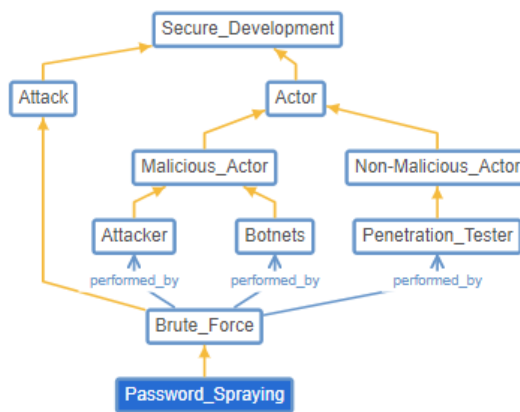 Secure_Development
Attack
Actor
Malicious_Actor
Non-Malicious_Actor
Attacker
Botnets
Penetration_Tester
performed_by
performed_by
performed_by
Brute_Force
Password_Spraying